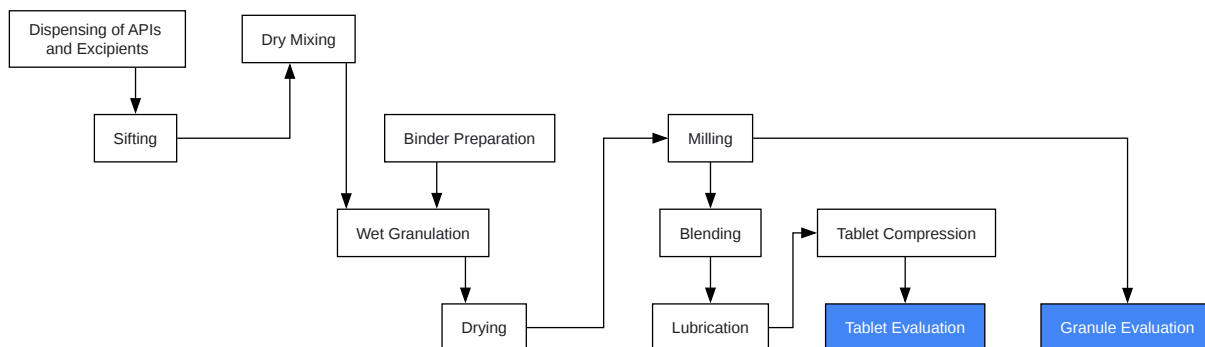 Dispensing of APIs
and Excipients
Dry Mixing
Sifting
Binder Preparation
Milling
Wet Granulation
Blending
Tablet Compression
Drying
Lubrication
Tablet Evaluation
Granule Evaluation